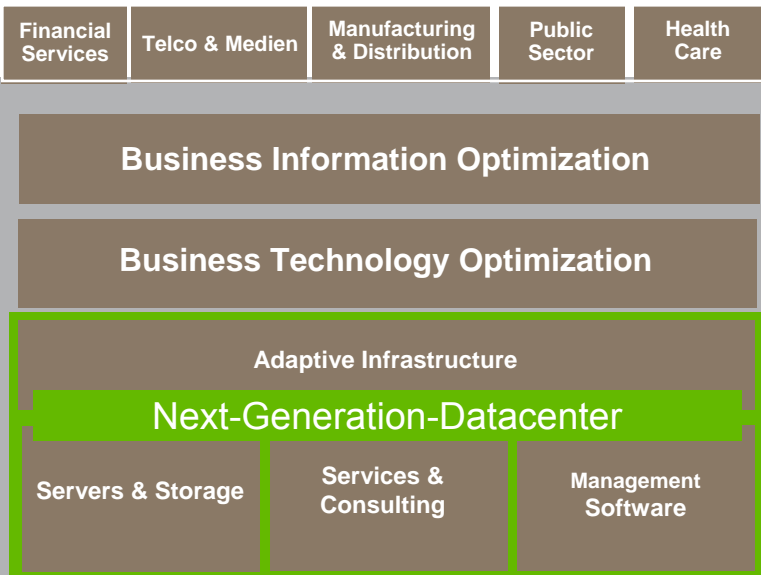 Financial
Services
Telco & Medien
Manufacturing
& Distribution
Public
Sector
Health
Care
Business Information Optimization
Business Technology Optimization
Adaptive Infrastructure
Next-Generation-Datacenter
Servers & Storage
Services &
Consulting
Management
Software